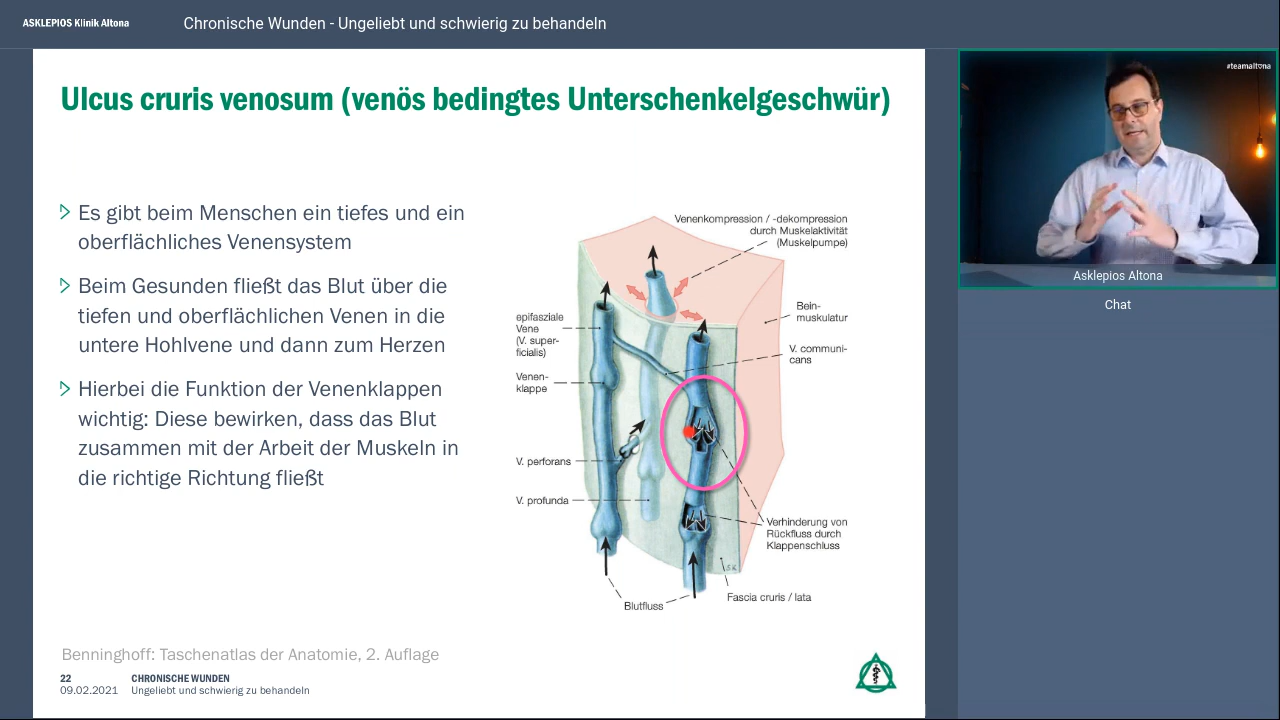 ASKLEPIOS Klinik Altona
Chronische Wunden - Ungeliebt und schwierig zu behandeln
Ulcus cruris venosum (venös bedingtes Unterschenkelgeschwür)
Es gibt beim Menschen ein tiefes und ein
oberflächliches Venensystem
Beim Gesunden fließt das Blut über die
tiefen und oberflächlichen Venen in die
untere Hohlvene und dann zum Herzen
Hierbei die Funktion der Venenklappen
wichtig: Diese bewirken, dass das Blut
zusammen mit der Arbeit der Muskeln in
die richtige Richtung fließt
Venenkompression / -dekompression
durch Muskelaktivität
(Muskelpumpe)
epifasziale
Vene
(V. super-
ficialis)
Venen-
klappe
V. perforans
V. profunda
Bein-
muskulatur
V. communi-
cans
Verhinderung von
Rückfluss durch
Klappenschluss
Fascia cruris / lata
Blutfluss
Benninghoff: Taschenatlas der Anatomie, 2. Auflage
22
CHRONISCHE WUNDEN
09.02.2021
Ungeliebt und schwierig zu behandeln
#teamaltona
Asklepios Altona
Chat